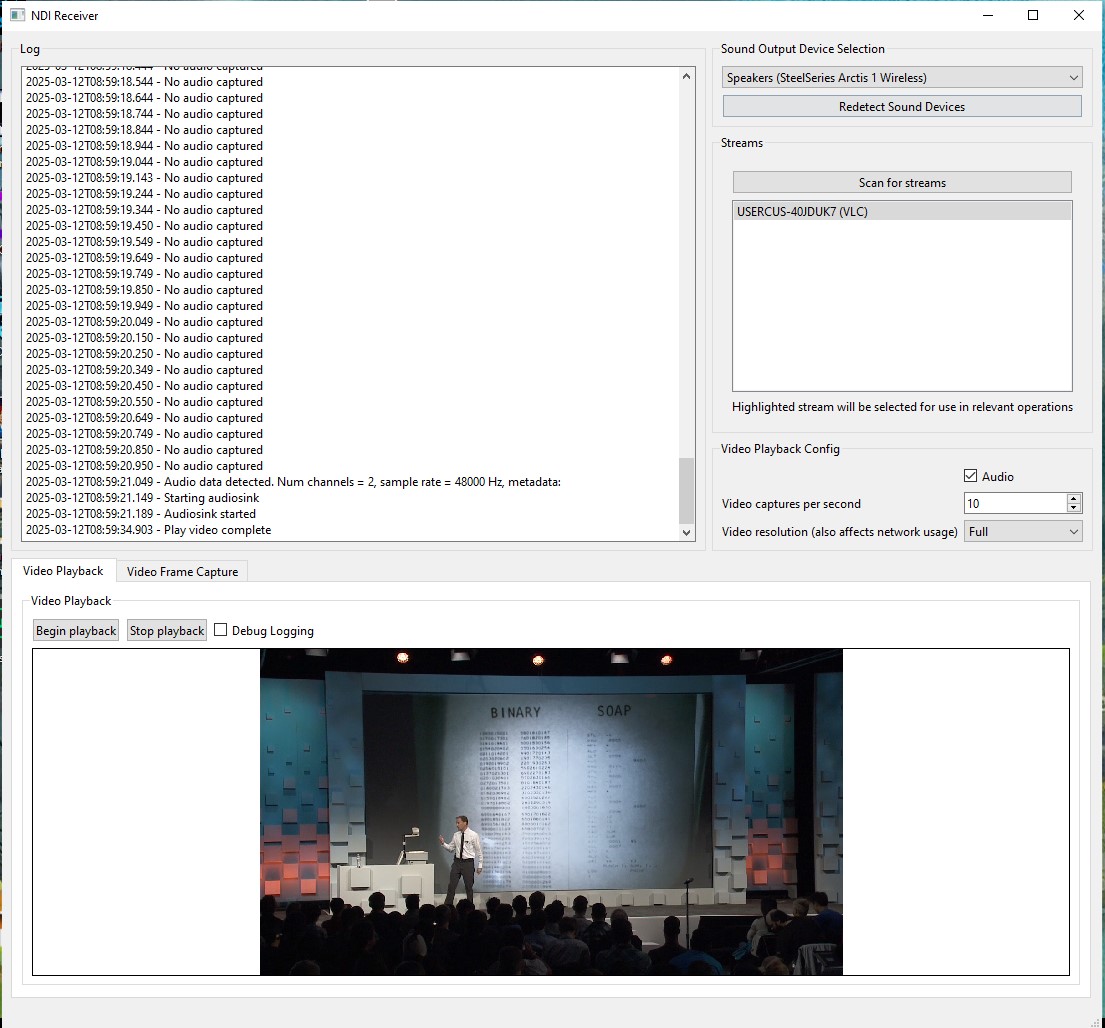 NDI Receiver
Log
2025-03-12T08:59:18.444 - No audio captured
2025-03-12T08:59:18.544 - No audio captured
2025-03-12T08:59:18.644 - No audio captured
2025-03-12T08:59:18.744 - No audio captured
2025-03-12T08:59:18.844 - No audio captured
2025-03-12T08:59:18.944 - No audio captured
2025-03-12T08:59:19.044 - No audio captured
2025-03-12T08:59:19.143 - No audio captured
2025-03-12T08:59:19.244 - No audio captured
2025-03-12T08:59:19.344 - No audio captured
2025-03-12T08:59:19.450 - No audio captured
2025-03-12T08:59:19.549 - No audio captured
2025-03-12T08:59:19.649 - No audio captured
2025-03-12T08:59:19.749 - No audio captured
2025-03-12T08:59:19.850 - No audio captured
2025-03-12T08:59:19.949 - No audio captured
2025-03-12T08:59:20.049 - No audio captured
2025-03-12T08:59:20.150 - No audio captured
2025-03-12T08:59:20.250 - No audio captured
2025-03-12T08:59:20.349 - No audio captured
2025-03-12T08:59:20.450 - No audio captured
2025-03-12T08:59:20.550 - No audio captured
2025-03-12T08:59:20.649 - No audio captured
2025-03-12T08:59:20.749 - No audio captured
2025-03-12T08:59:20.850 - No audio captured
2025-03-12T08:59:20.950 - No audio captured
2025-03-12T08:59:21.049 - Audio data detected. Num channels = 2, sample rate = 48000 Hz, metadata:
2025-03-12T08:59:21.149 - Starting audiosink
2025-03-12T08:59:21.189 - Audiosink started
2025-03-12T08:59:34.903 - Play video complete
Sound Output Device Selection
Speakers (SteelSeries Arctis 1 Wireless)
Redetect Sound Devices
Streams
Scan for streams
USERCUS-40JDUK7 (VLC)
Highlighted stream will be selected for use in relevant operations
Video Playback Config
Audio
Video captures per second
10
Video resolution (also affects network usage)
Full
Video Playback
Video Frame Capture
Video Playback
Begin playback
Stop playback
Debug Logging
BINARY
SOAP